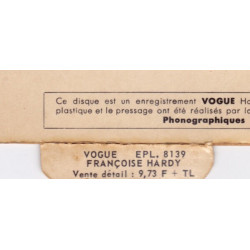 Ce disque est un enregistrement VOGUE
plastique et le pressage ont été réalisés par
Phonographiques
VOGUE EPL. 8139
FRANÇOISE HARDY
Vente détail : 9,73 F + TL